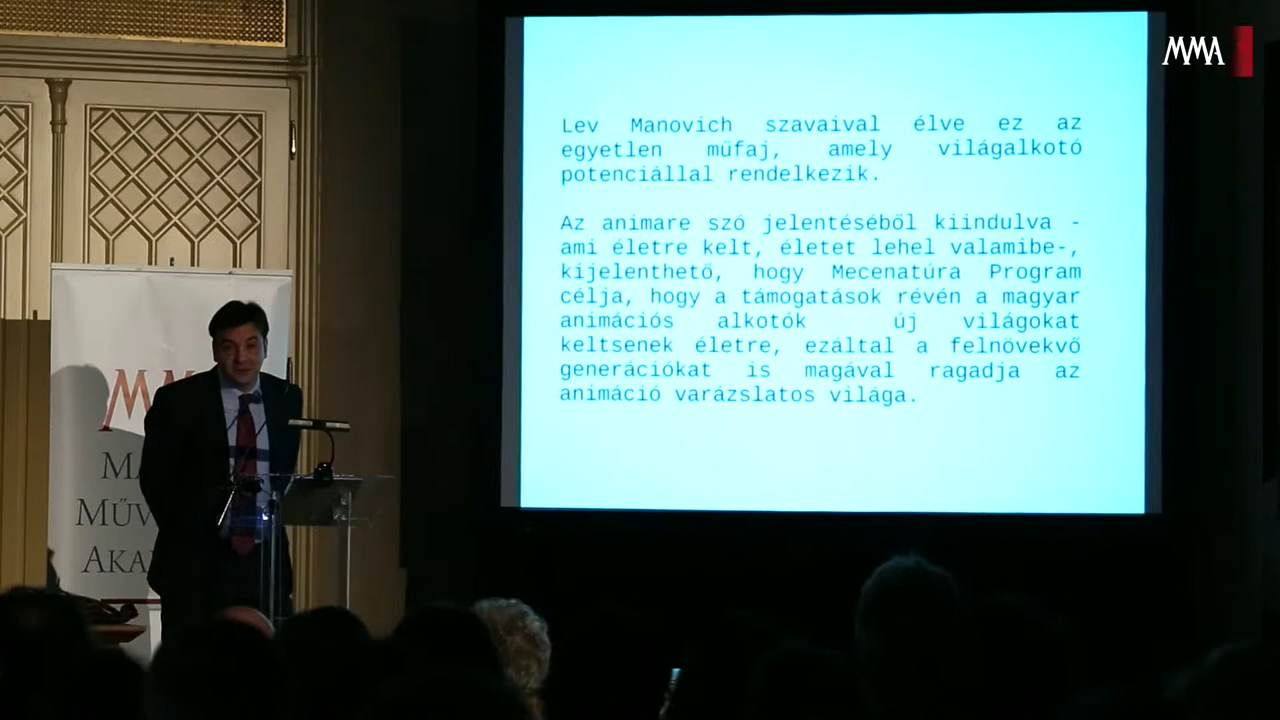 MMA
Lev Manovich szavaival élve ez az
egyetlen műfaj, amely világalkotó
potenciállal rendelkezik.
Az animare szó jelentéséből kiindulva -
ami életre kelt, életet lehel valamibe-,
kijelenthető, hogy Mecenatúra Program
célja, hogy a támogatások révén a magyar
animációs alkotók új világokat
keltsenek életre, ezáltal a felnövekvő
generációkat is magával ragadja az
animáció varázslatos világa.